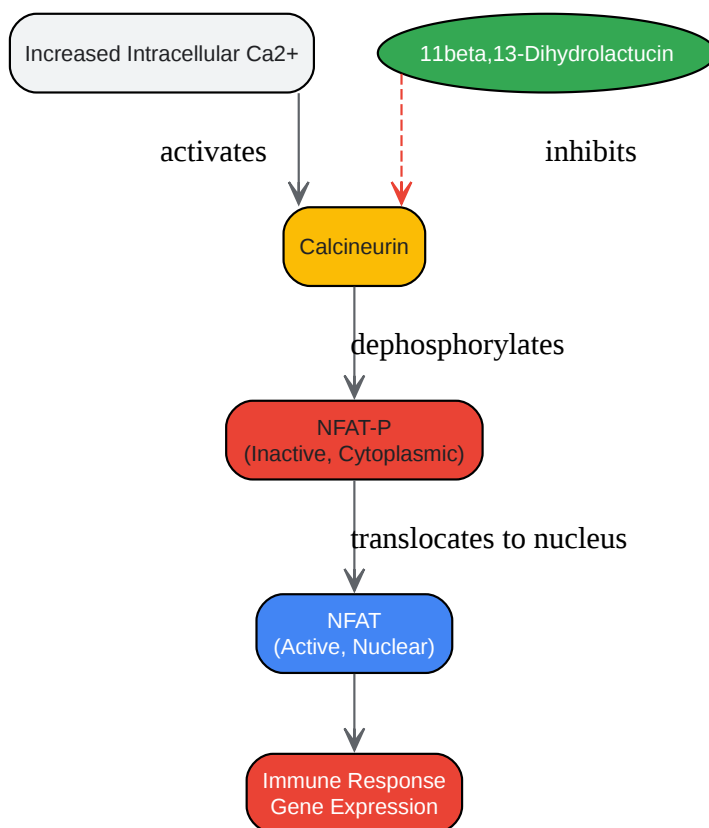 Increased Intracellular Ca2+
11beta,13-Dihydrolactucin
activates
inhibits
Calcineurin
dephosphorylates
NFAT-P
(Inactive, Cytoplasmic)
translocates to nucleus
NFAT
(Active, Nuclear)
Immune Response
Gene Expression